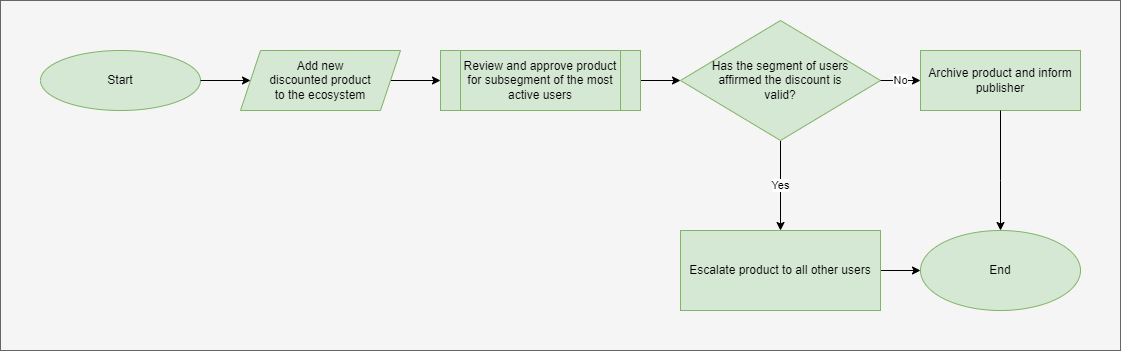 Start
Add new
discounted product
to the ecosystem
Review and approve product
for subsegment of the most
active users
Has the segment of users
affirmed the discount is
valid?
No
Archive product and inform
publisher
Yes
Escalate product to all other users
End